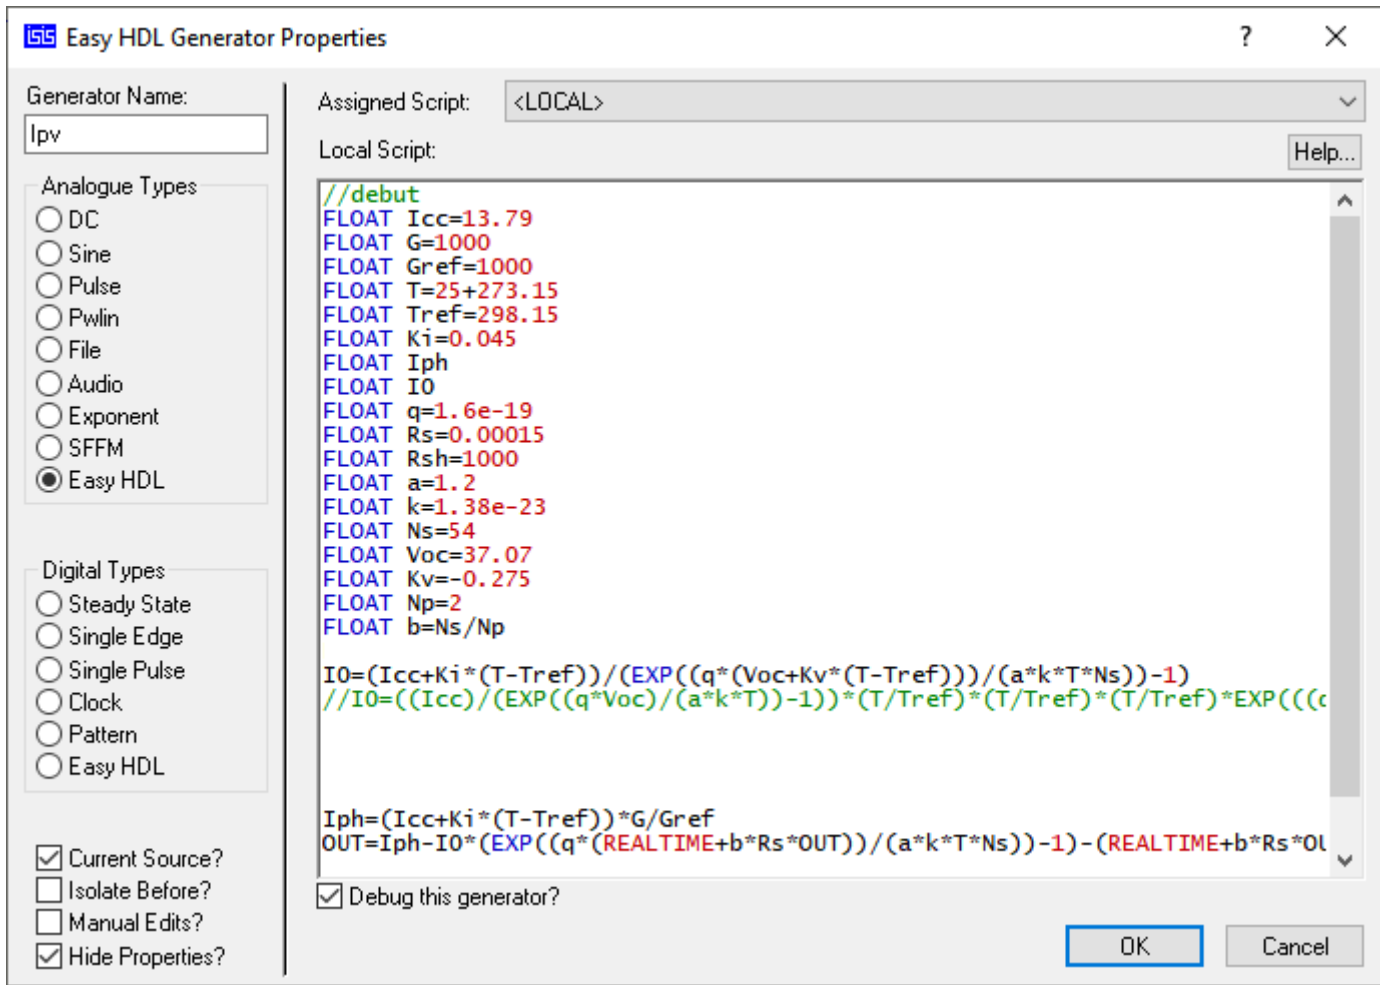 isis Easy HDL Generator Properties ?
Generator Name:
Ipv
Analogue Types
DC
Sine
Pulse
Pwlin
File
Audio
Exponent
SFFM
Easy HDL
Digital Types
Steady State
Single Edge
Single Pulse
Clock
Pattern
Easy HDL
Current Source?
Isolate Before?
Manual Edits?
Hide Properties?
Assigned Script: <LOCAL>
Local Script:
Help...
//debut
FLOAT Icc=13.79
FLOAT G=1000
FLOAT Gref=1000
FLOAT T=25+273.15
FLOAT Tref=298.15
FLOAT Ki=0.045
FLOAT Iph
FLOAT I0
FLOAT q=1.6e-19
FLOAT Rs=0.00015
FLOAT Rsh=1000
FLOAT a=1.2
FLOAT k=1.38e-23
FLOAT Ns=54
FLOAT Voc=37.07
FLOAT Kv=-0.275
FLOAT Np=2
FLOAT b=Ns/Np
I0=(Icc+Ki*(T-Tref))/(EXP((q*(Voc+Kv*(T-Tref)))/(a*k*T*Ns))-1)
//I0=((Icc)/(EXP((q*Voc)/(a*k*T))-1))*(T/Tref)*(T/Tref)*(T/Tref)*EXP(((
Iph=(Icc+Ki*(T-Tref))*G/Gref
OUT=Iph-I0*(EXP((q*(REALTIME+b*Rs*OUT))/(a*k*T*Ns))-1)-(REALTIME+b*Rs*OU
Debug this generator?
OK
Cancel